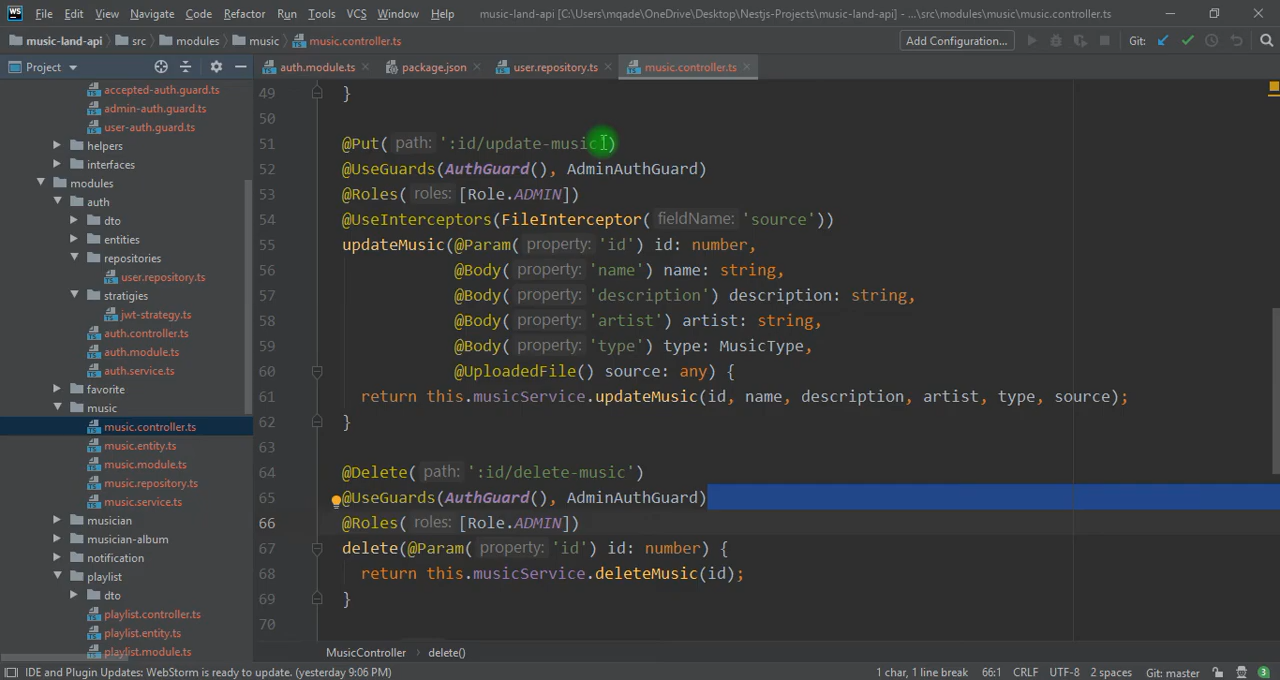 WS File Edit View Navigate Code Refactor Run Tools VCS Window Help music-land-api [C:\Users\mqade\OneDrive\Desktop\Nestjs-Projects\music-land-api] - ...\src\modules\music\music.controller.ts
music-land-api src modules music music.controller.ts Add Configuration... Git:
Project auth.module.ts package.json user.repository.ts music.controller.ts
accepted-auth.guard.ts
admin-auth.guard.ts
user-auth.guard.ts
helpers
interfaces
modules
auth
dto
entities
repositories
user.repository.ts
stratigies
jwt-strategy.ts
auth.controller.ts
auth.module.ts
auth.service.ts
favorite
music
music.controller.ts
music.entity.ts
music.module.ts
music.repository.ts
music.service.ts
musician
musician-album
notification
playlist
dto
playlist.controller.ts
playlist.entity.ts
playlist.module.ts
49 }
50
51 @Put( path: ':id/update-music')
52 @UseGuards(AuthGuard(), AdminAuthGuard)
53 @Roles( roles: [Role.ADMIN])
54 @UseInterceptors(FileInterceptor( fieldName: 'source'))
55 updateMusic(@Param( property: 'id') id: number,
56 @Body( property: 'name') name: string,
57 @Body( property: 'description') description: string,
58 @Body( property: 'artist') artist: string,
59 @Body( property: 'type') type: MusicType,
60 @UploadedFile() source: any) {
61 return this.musicService.updateMusic(id, name, description, artist, type, source);
62 }
63
64 @Delete( path: ':id/delete-music')
65 @UseGuards(AuthGuard(), AdminAuthGuard)
66 @Roles( roles: [Role.ADMIN])
67 delete(@Param( property: 'id') id: number) {
68 return this.musicService.deleteMusic(id);
69 }
70
MusicController delete()
IDE and Plugin Updates: WebStorm is ready to update. (yesterday 9:06 PM) 1 char, 1 line break 66:1 CRLF UTF-8 2 spaces Git: master 3